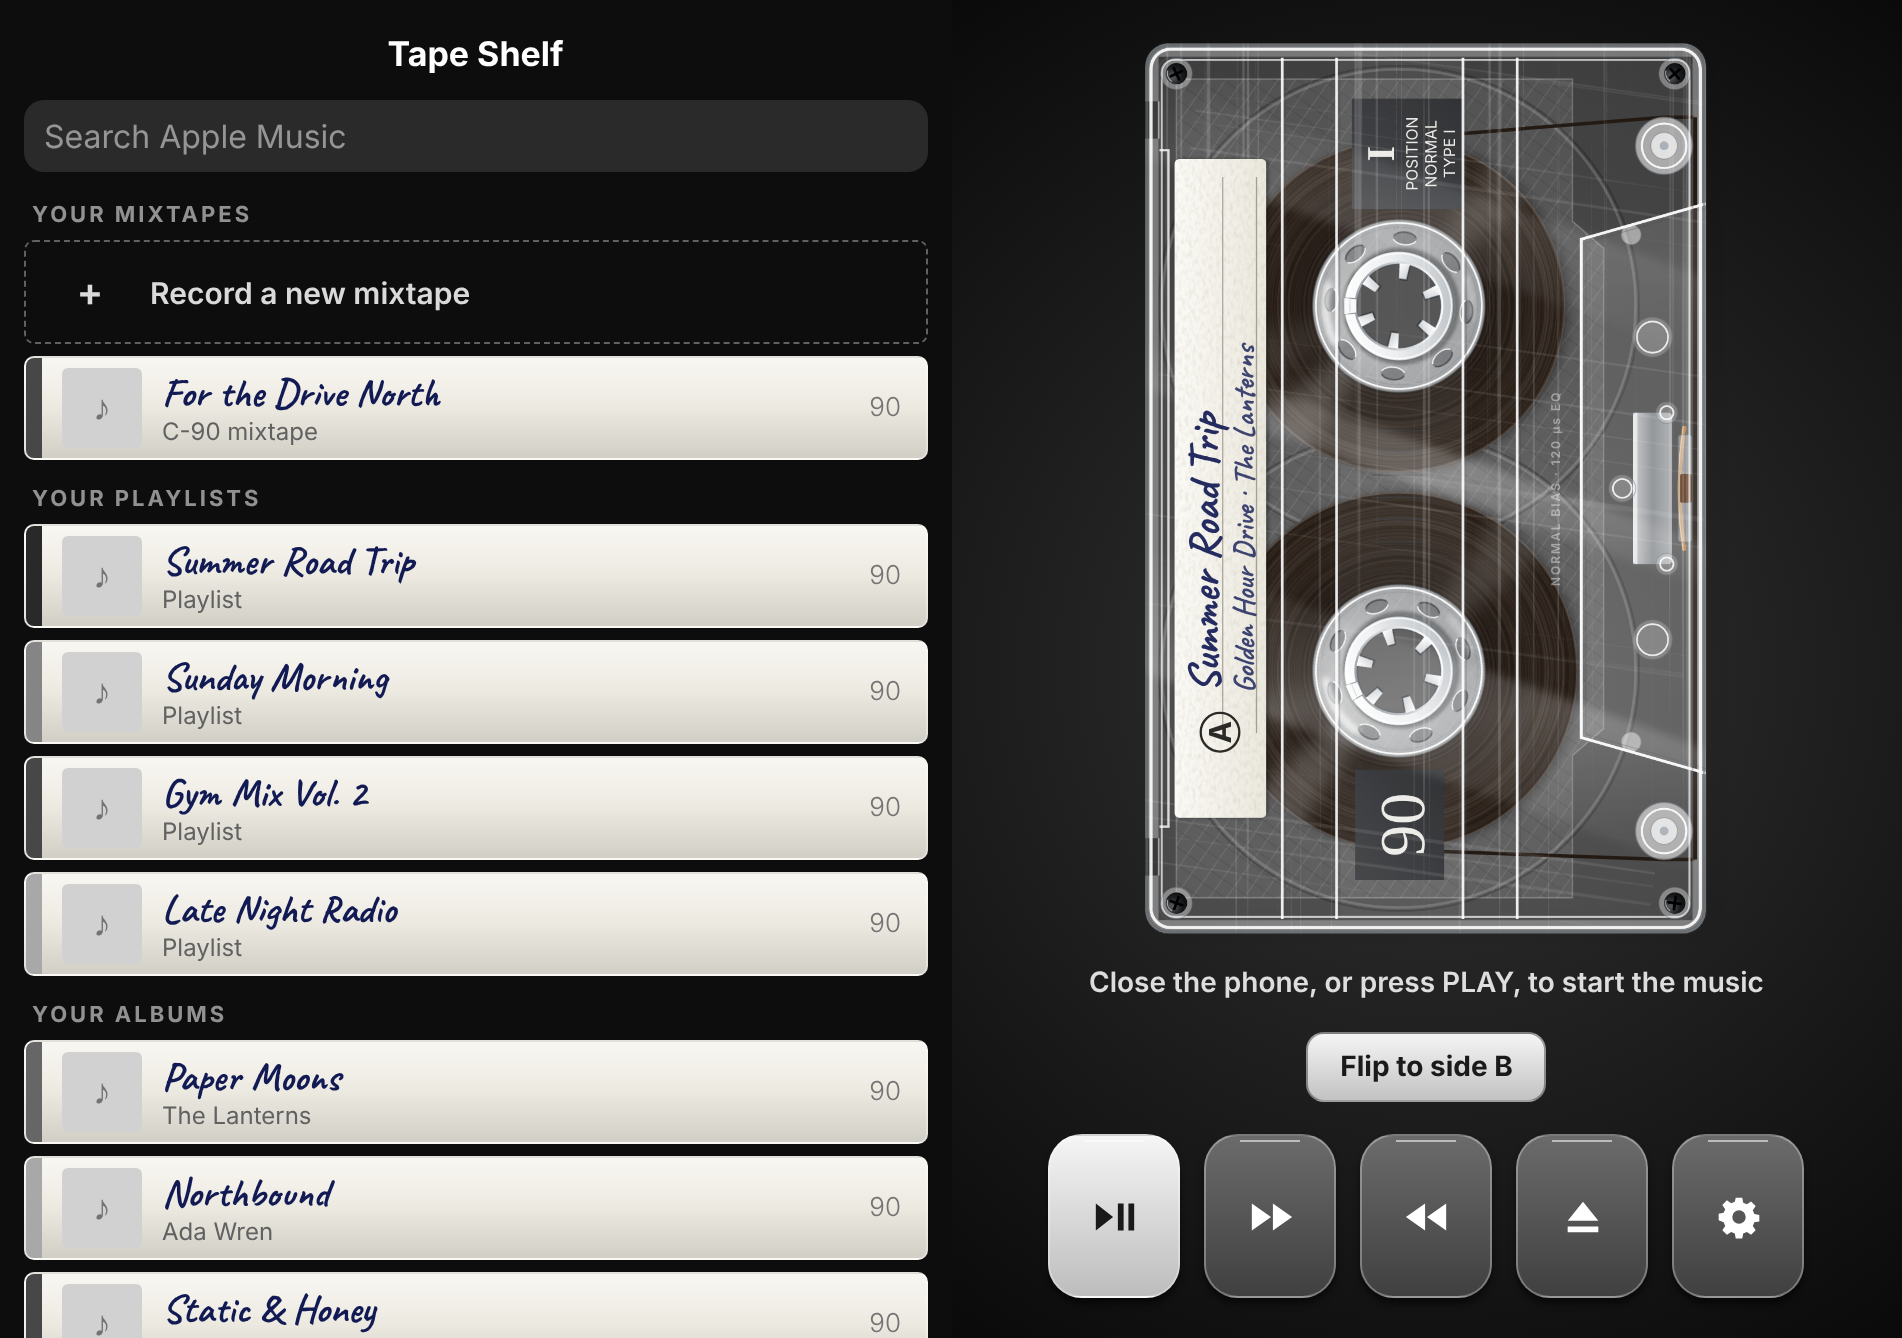 Tape Shelf
Search Apple Music
YOUR MIXTAPES
+ Record a new mixtape
For the Drive North
C-90 mixtape
90
YOUR PLAYLISTS
Summer Road Trip
Playlist
90
Sunday Morning
Playlist
90
Gym Mix Vol. 2
Playlist
90
Late Night Radio
Playlist
90
YOUR ALBUMS
Paper Moons
The Lanterns
90
Northbound
Ada Wren
90
Static & Honey
90
A
Summer Road Trip
Golden Hour Drive · The Lanterns
I
POSITION
NORMAL
TYPE I
90
NORMAL BIAS · 120 µs EQ
Close the phone, or press PLAY, to start the music
Flip to side B